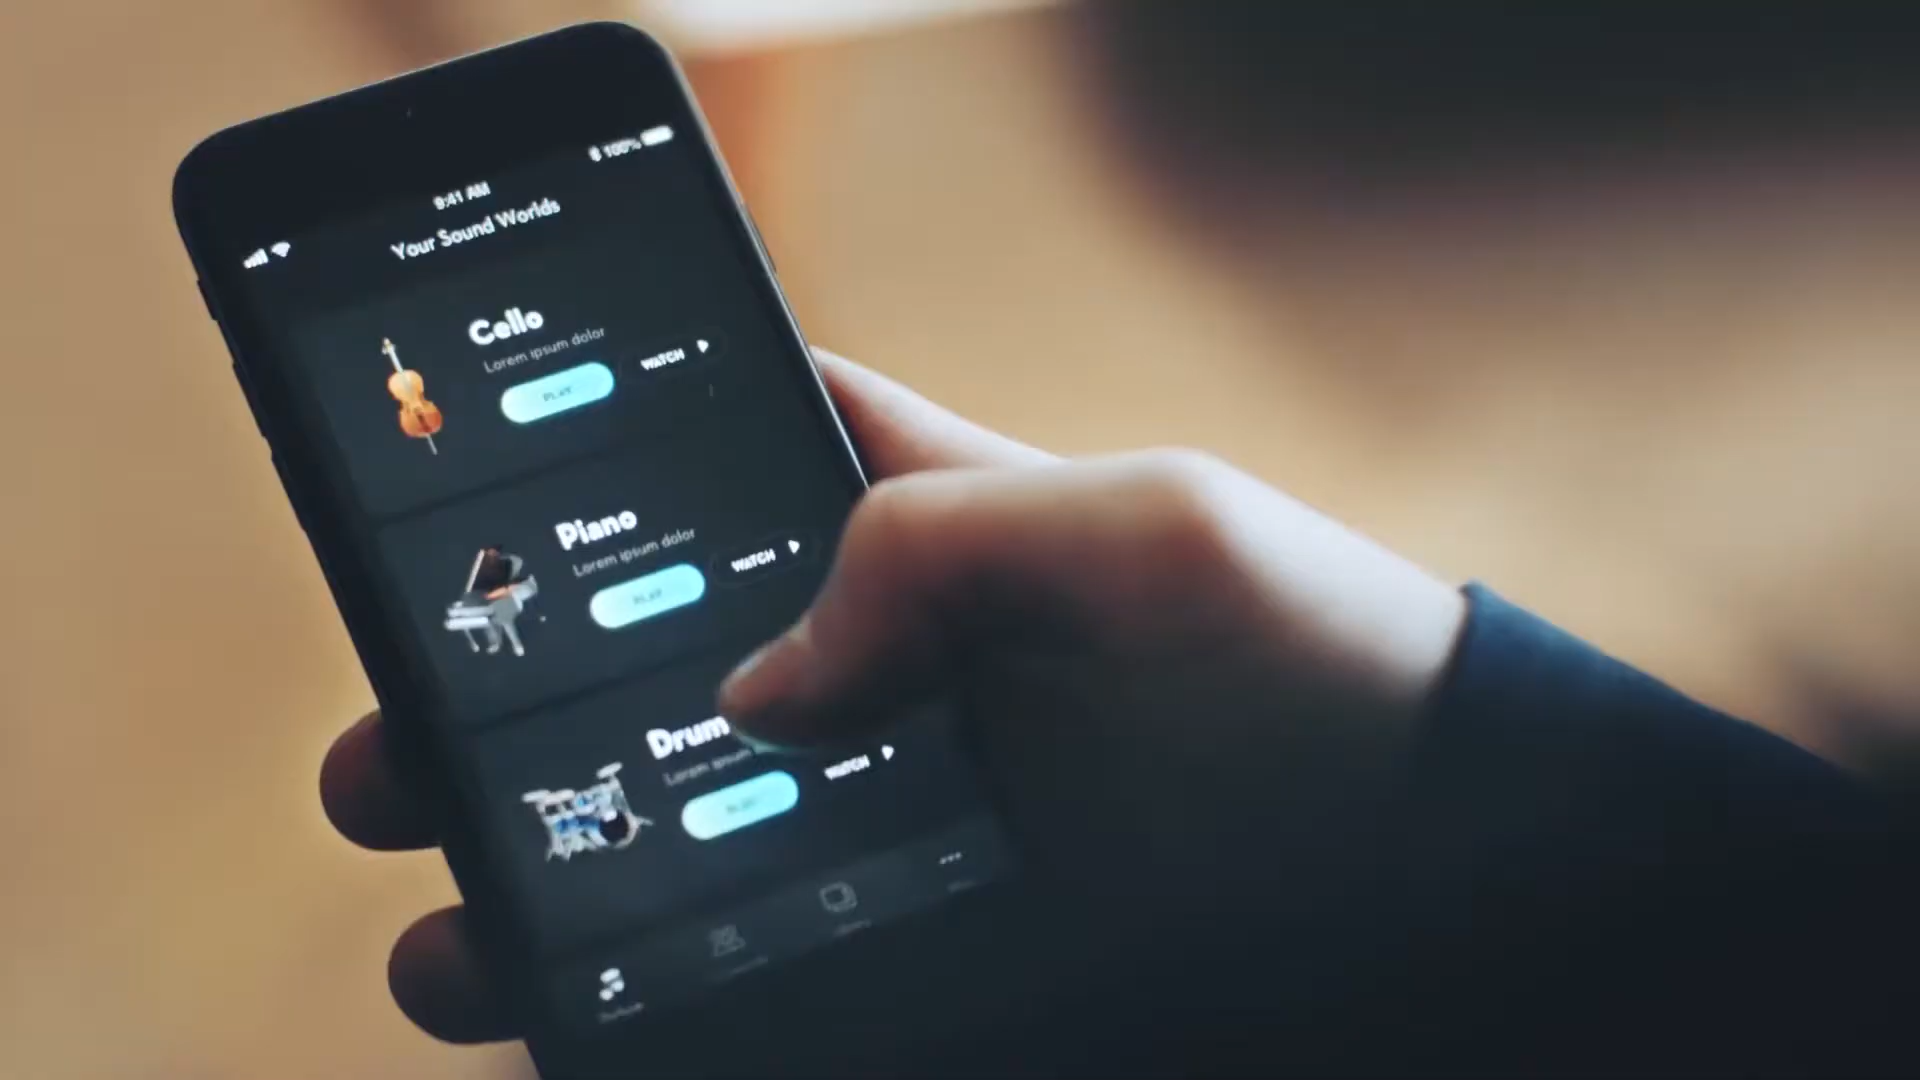 100%
9:41 AM
Your Sound Worlds
Cello
Lorem ipsum dolor
PLAY
WATCH
Piano
Lorem ipsum dolor
PLAY
WATCH
Drum
Lorem ipsum
PLAY
WATCH